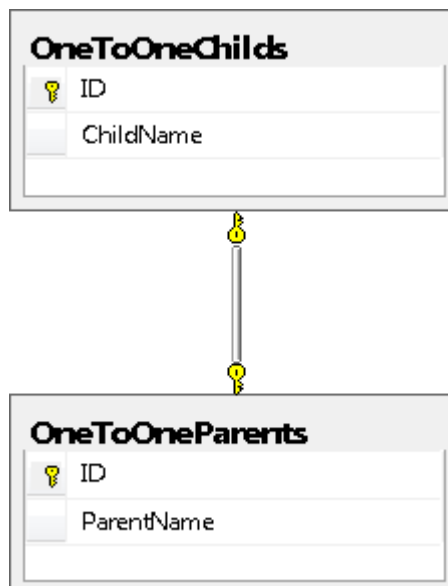 OneToOneChilds
ID
ChildName
OneToOneParents
ID
ParentName